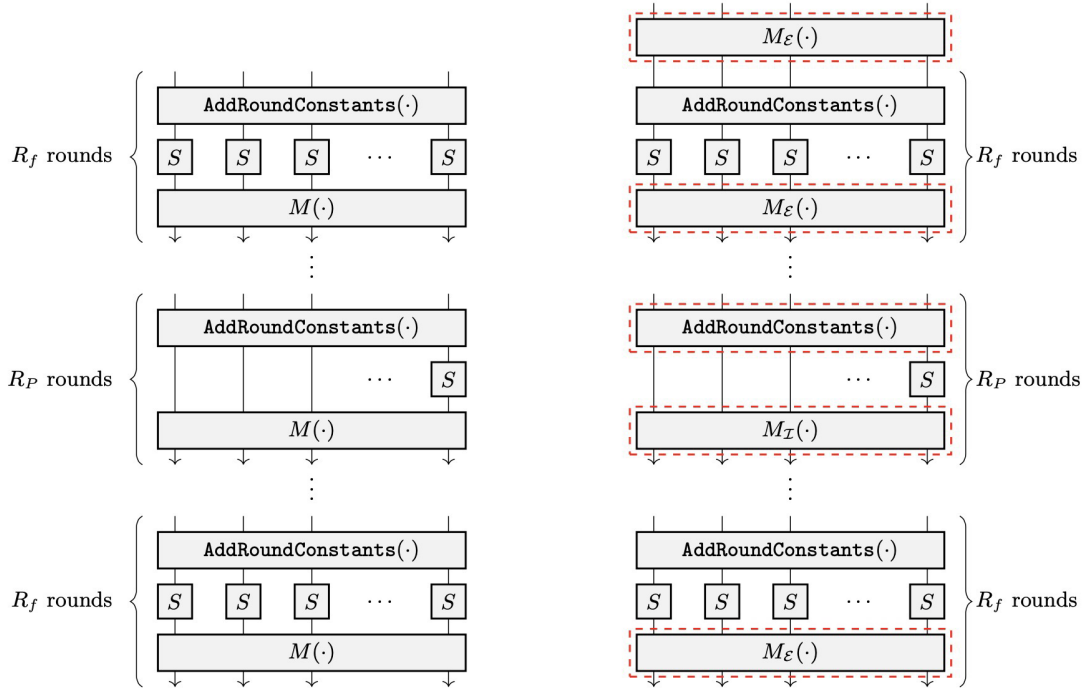 M_ℰ(·)
AddRoundConstants(·) AddRoundConstants(·)
R_f rounds S S S ··· S S S S ··· S R_f rounds
M(·) M_ℰ(·)
⋮ ⋮
AddRoundConstants(·) AddRoundConstants(·)
R_P rounds ··· S ··· S R_P rounds
M(·) M_ℐ(·)
⋮ ⋮
AddRoundConstants(·) AddRoundConstants(·)
R_f rounds S S S ··· S S S S ··· S R_f rounds
M(·) M_ℰ(·)